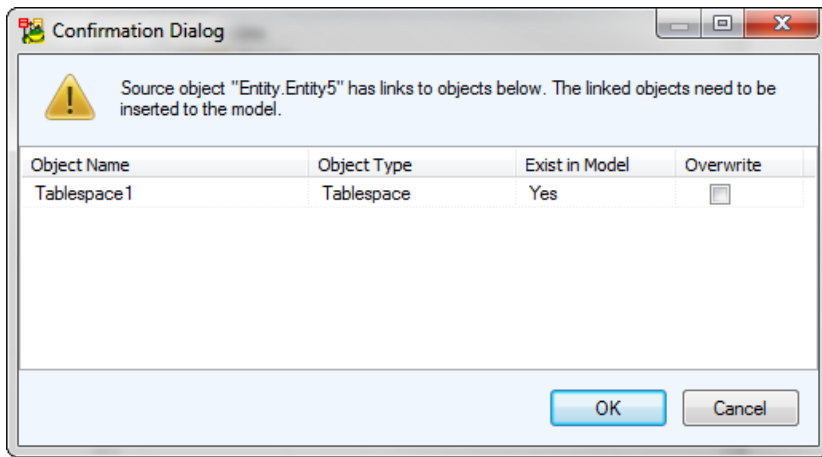 Confirmation Dialog
Source object "Entity.Entity5" has links to objects below. The linked objects need to be
inserted to the model.
Object Name Object Type Exist in Model Overwrite
Tablespace1 Tablespace Yes
OK Cancel